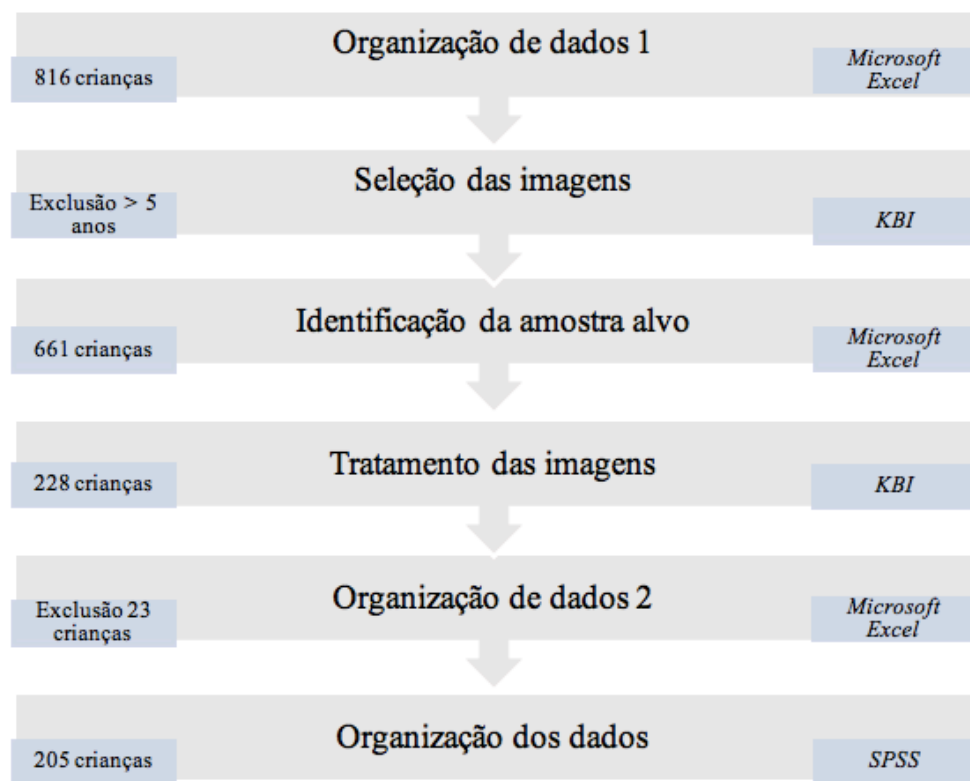 Organização de dados 1
816 crianças
Microsoft
Excel
Seleção das imagens
Exclusão > 5
anos
KBI
Identificação da amostra alvo
661 crianças
Microsoft
Excel
Tratamento das imagens
228 crianças
KBI
Organização de dados 2
Exclusão 23
crianças
Microsoft
Excel
Organização dos dados
205 crianças
SPSS